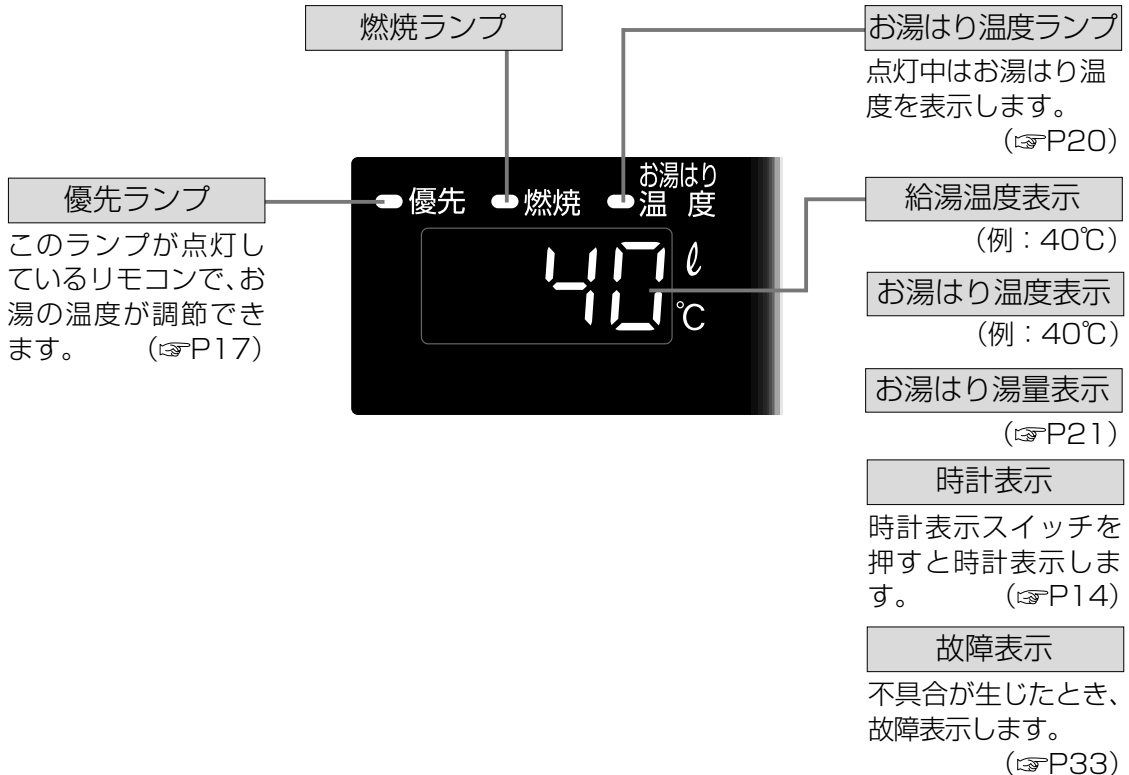 燃焼ランプ
お湯はり温度ランプ
点灯中はお湯はり温
度を表示します。
(☞P20)
優先ランプ
このランプが点灯し
ているリモコンで、お
湯の温度が調節でき
ます。 (☞P17)
お湯はり
優先 燃焼 温 度
40 ℓ
℃
給湯温度表示
(例：40℃)
お湯はり温度表示
(例：40℃)
お湯はり湯量表示
(☞P21)
時計表示
時計表示スイッチを
押すと時計表示しま
す。 (☞P14)
故障表示
不具合が生じたとき、
故障表示します。
(☞P33)